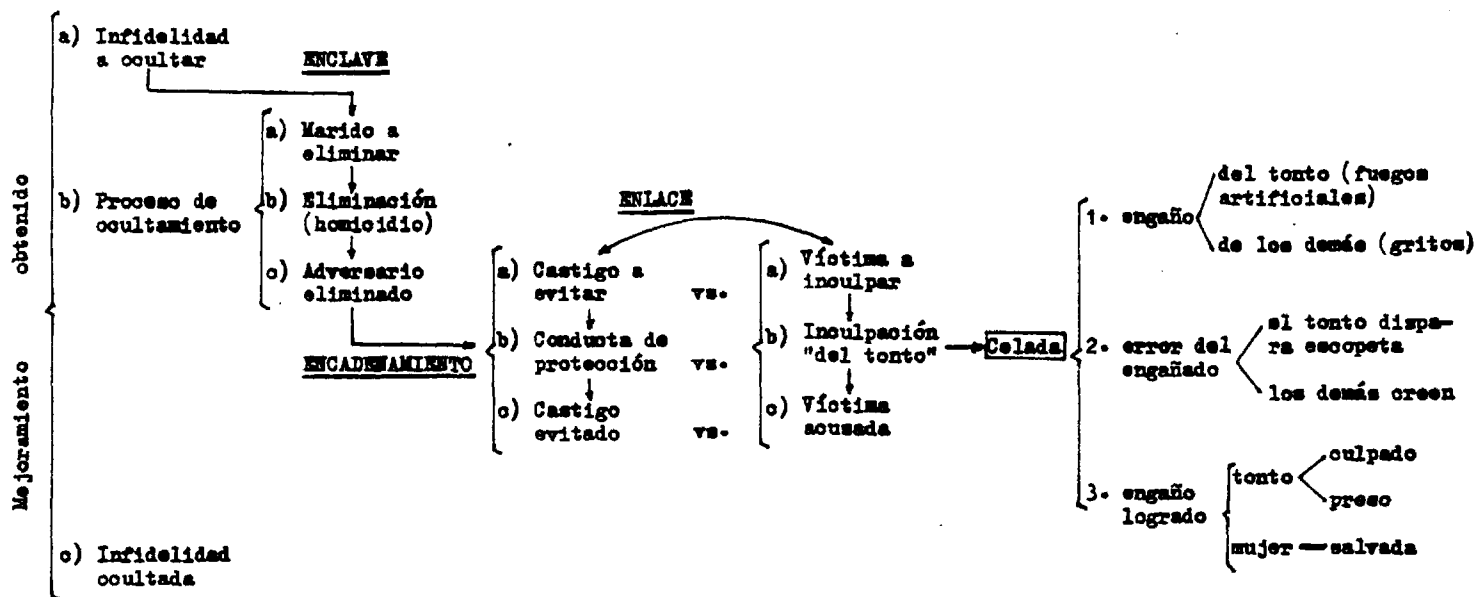 a) Infidelidad
a ocultar
ENCLAVE
a) Marido a
eliminar
b) Proceso de
ocultamiento
b) Eliminación
(homicidio)
c) Adversario
eliminado
ENCADENAMIENTO
ENLACE
a) Castigo a
evitar
vs.
a) Víctima a
inculpar
b) Conducta de
protección
vs.
b) Inculpación
"del tonto"
c) Castigo
evitado
vs.
c) Víctima
acusada
Celada
1. engaño
del tonto (fuegos
artificiales)
de los demás (gritos)
2. error del
engañado
el tonto dispa-
ra escopeta
los demás creen
3. engaño
logrado
tonto
culpado
preso
mujer salvada
c) Infidelidad
ocultada
Mejoramiento obtenido